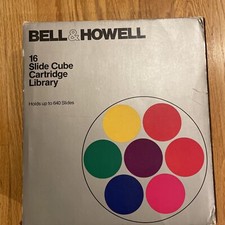 BELL & HOWELL
16
Slide Cube
Cartridge
Library
Holds up to 640 Slides